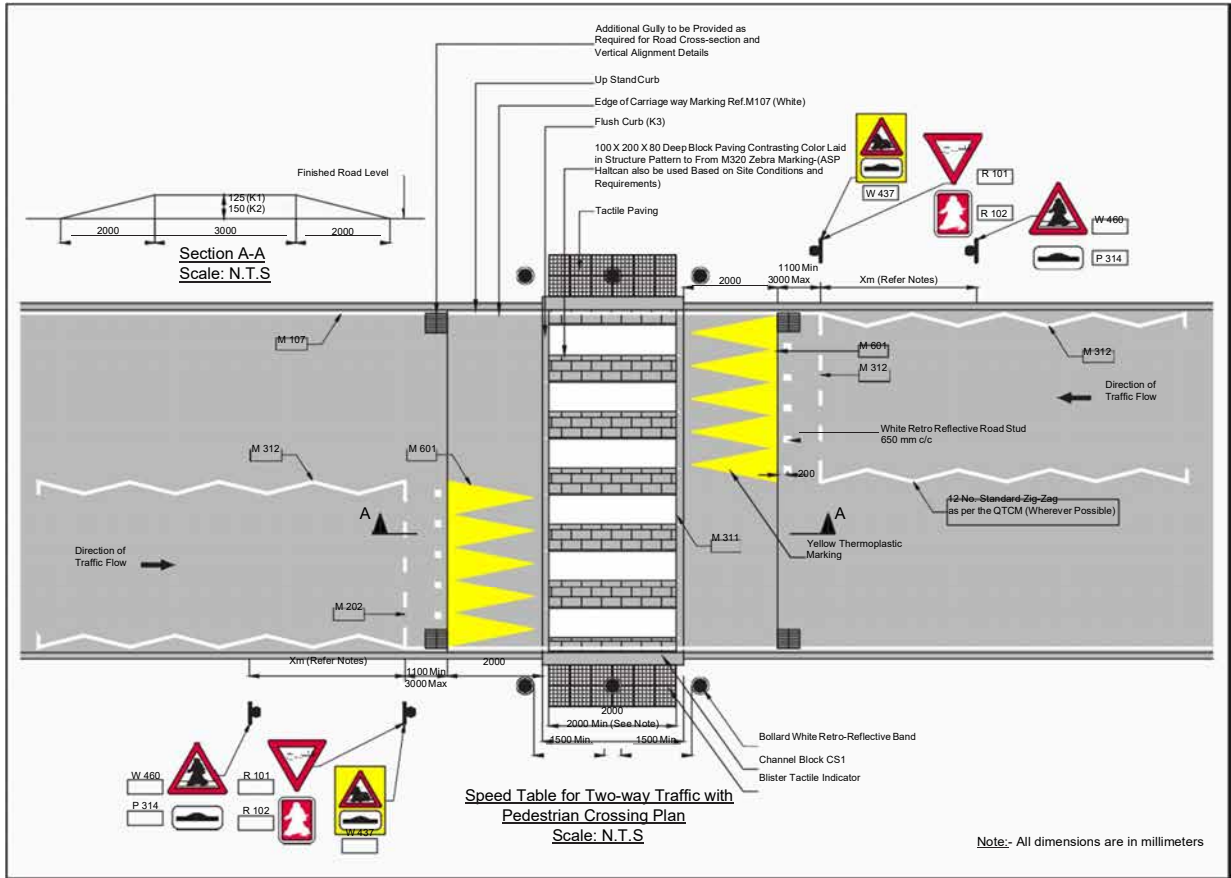 Additional Gully to be Provided as
Required for Road Cross-section and
Vertical Alignment Details
Up StandCurb
Edge of Carriage way Marking Ref.M107 (White)
Flush Curb (K3)
100 X 200 X 80 Deep Block Paving Contrasting Color Laid
in Structure Pattern to From M320 Zebra Marking-(ASP
Haltcan also be used Based on Site Conditions and
Requirements)
Tactile Paving
Finished Road Level
125 (K1)
150 (K2)
2000
3000
2000
Section A-A
Scale: N.T.S
W 437
R 101
R 102
W 460
P 314
1100 Min
3000 Max
2000
Xm (Refer Notes)
M 107
M 601
M 312
M 312
Direction of
Traffic Flow
White Retro Reflective Road Stud
650 mm c/c
M 312
M 601
200
12 No. Standard Zig-Zag
as per the QTCM (Wherever Possible)
A
A
M 311
Yellow Thermoplastic
Marking
Direction of
Traffic Flow
M 202
Xm (Refer Notes)
1100 Min
3000 Max
2000
2000
2000 Min (See Note)
1500 Min.
1500 Min.
Bollard White Retro-Reflective Band
Channel Block CS1
Blister Tactile Indicator
W 460
R 101
P 314
R 102
W 437
Speed Table for Two-way Traffic with
Pedestrian Crossing Plan
Scale: N.T.S
Note:- All dimensions are in millimeters